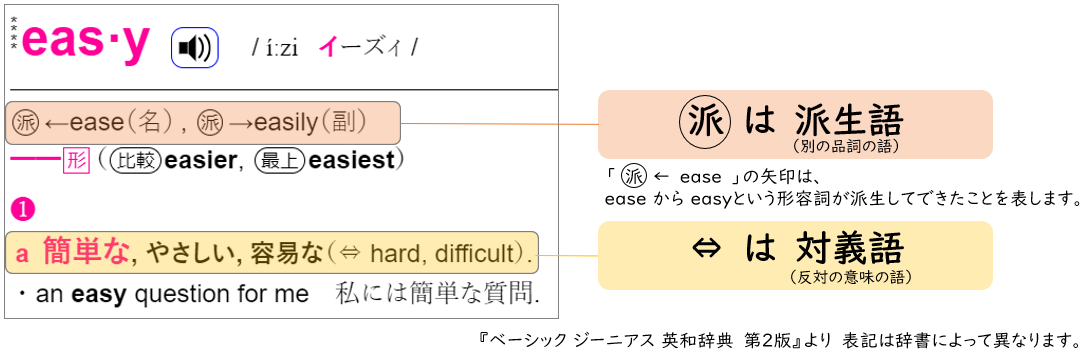 ****
eas·y / íːzi イーズィ /
派 ←ease(名) , 派 →easily(副)
━━形 ((比較)easier, (最上)easiest)
❶
a 簡単な, やさしい, 容易な(⇔ hard, difficult).
・an easy question for me 私には簡単な質問.
派 は 派生語
(別の品詞の語)
「 派 ← ease 」の矢印は、
ease から easyという形容詞が派生してできたことを表します。
⇔ は 対義語
(反対の意味の語)
『ベーシック ジーニアス 英和辞典 第2版』より 表記は辞書によって異なります。